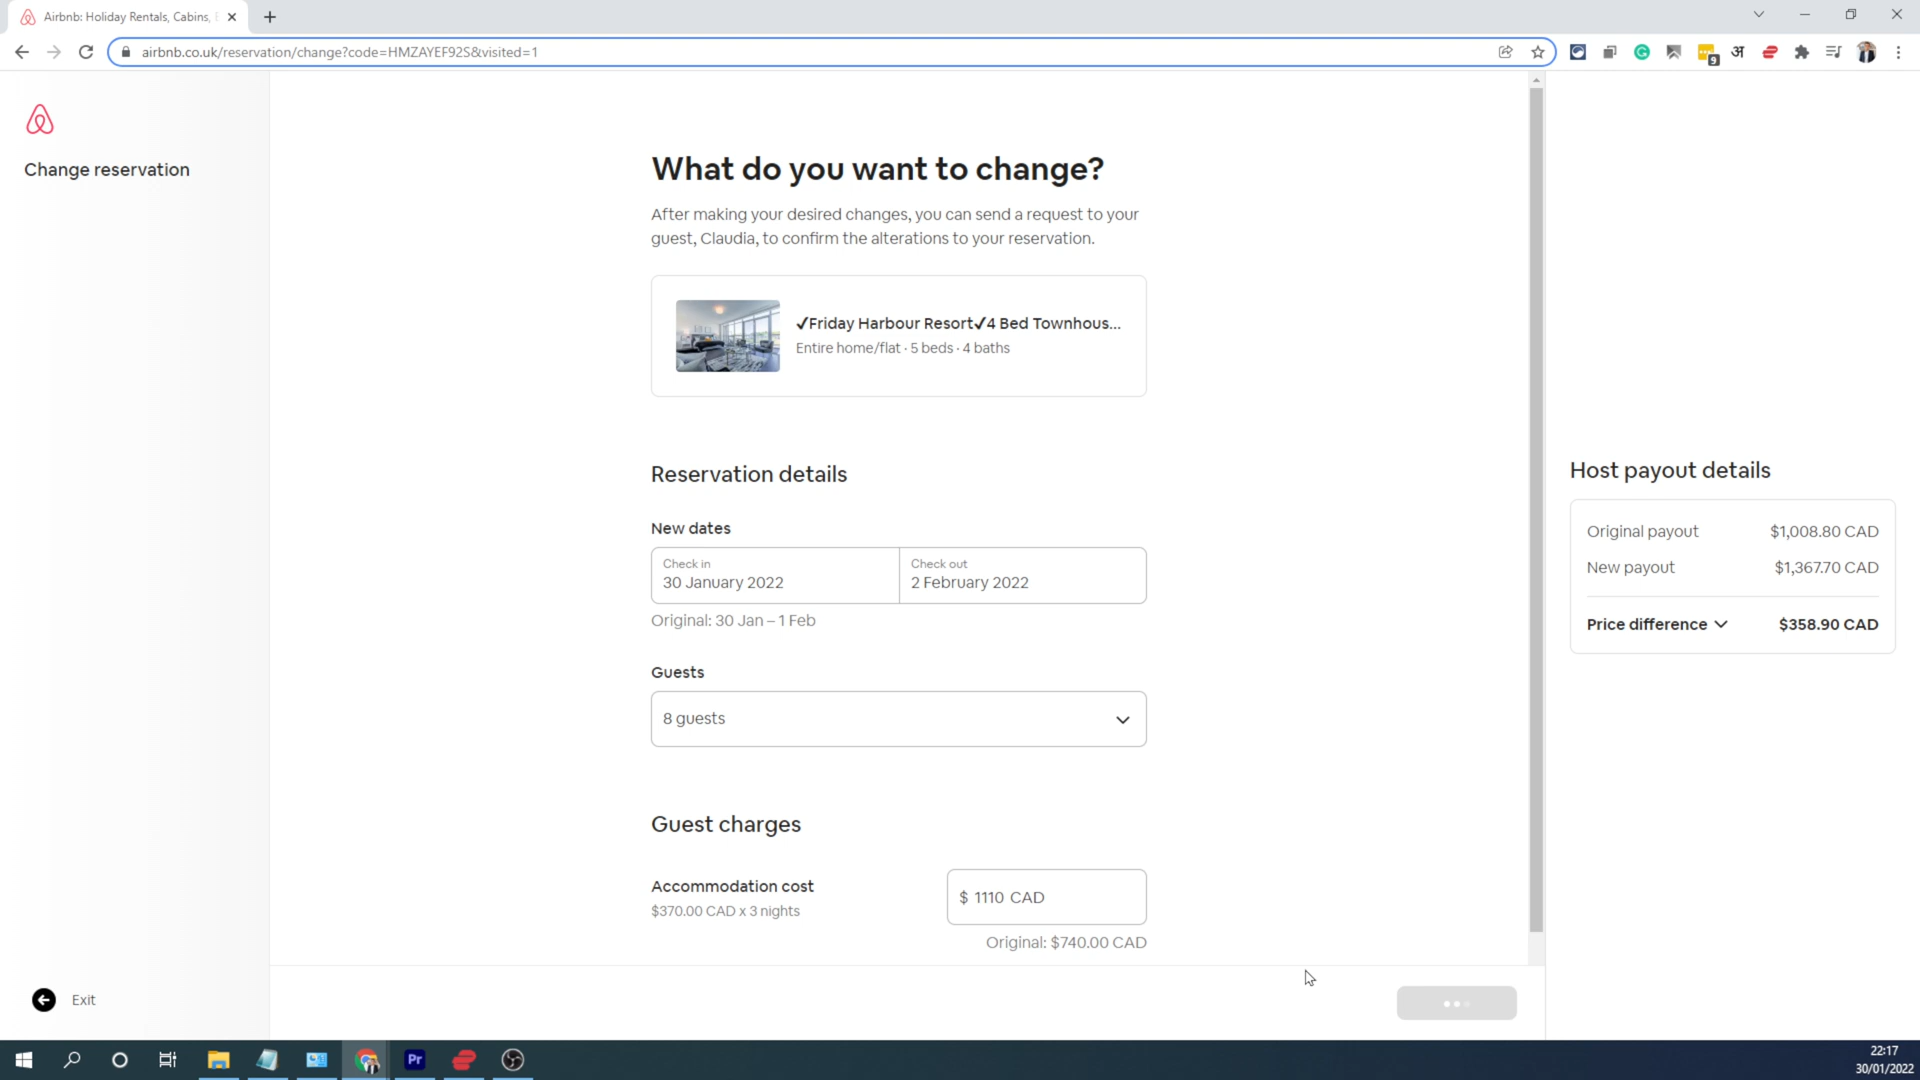 Airbnb: Holiday Rentals, Cabins,
airbnb.co.uk/reservation/change?code=HMZAYEF92S&visited=1
9
अ
Change reservation
What do you want to change?
After making your desired changes, you can send a request to your
guest, Claudia, to confirm the alterations to your reservation.
✓Friday Harbour Resort✓4 Bed Townhous...
Entire home/flat · 5 beds · 4 baths
Reservation details
New dates
Check in
30 January 2022
Check out
2 February 2022
Original: 30 Jan – 1 Feb
Guests
8 guests
Guest charges
Accommodation cost
$370.00 CAD x 3 nights
$ 1110 CAD
Original: $740.00 CAD
Host payout details
Original payout $1,008.80 CAD
New payout $1,367.70 CAD
Price difference $358.90 CAD
Exit
Pr
22:17
30/01/2022